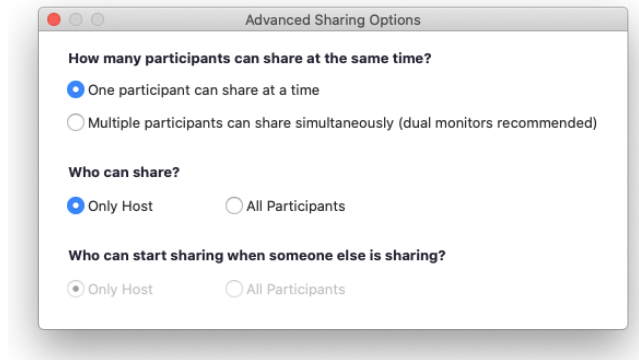 Advanced Sharing Options
How many participants can share at the same time?
One participant can share at a time
Multiple participants can share simultaneously (dual monitors recommended)
Who can share?
Only Host All Participants
Who can start sharing when someone else is sharing?
Only Host All Participants